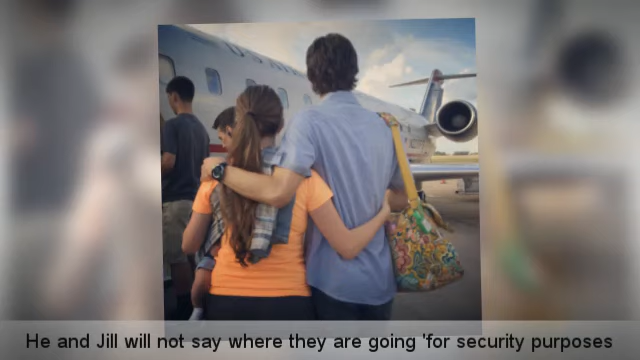 He and Jill will not say where they are going 'for security purposes